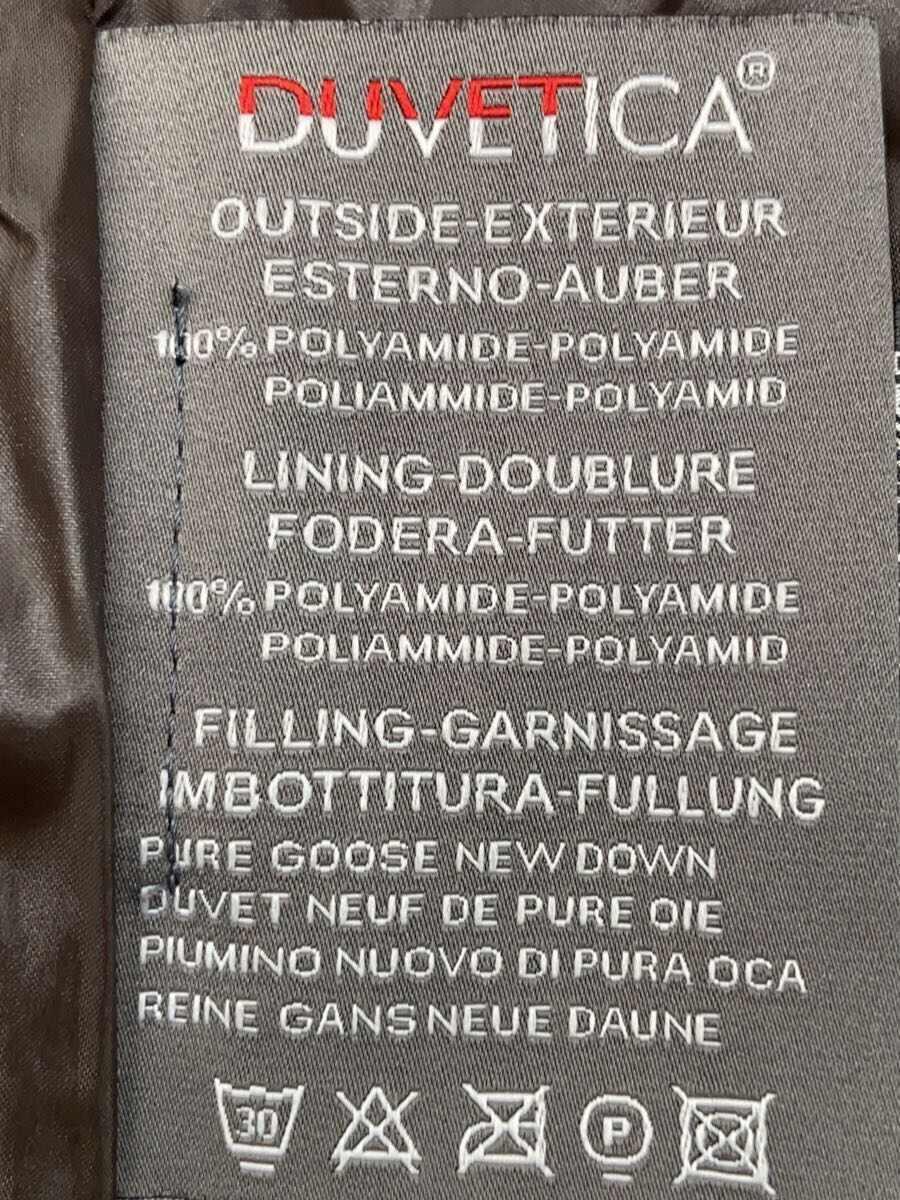 DUVETICA®
OUTSIDE-EXTERIEUR
ESTERNO-AUBER
100% POLYAMIDE-POLYAMIDE
POLIAMMIDE-POLYAMID
LINING-DOUBLURE
FODERA-FUTTER
100% POLYAMIDE-POLYAMIDE
POLIAMMIDE-POLYAMID
FILLING-GARNISSAGE
IMBOTTITURA-FULLUNG
PURE GOOSE NEW DOWN
DUVET NEUF DE PURE OIE
PIUMINO NUOVO DI PURA OCA
REINE GANS NEUE DAUNE
30 P